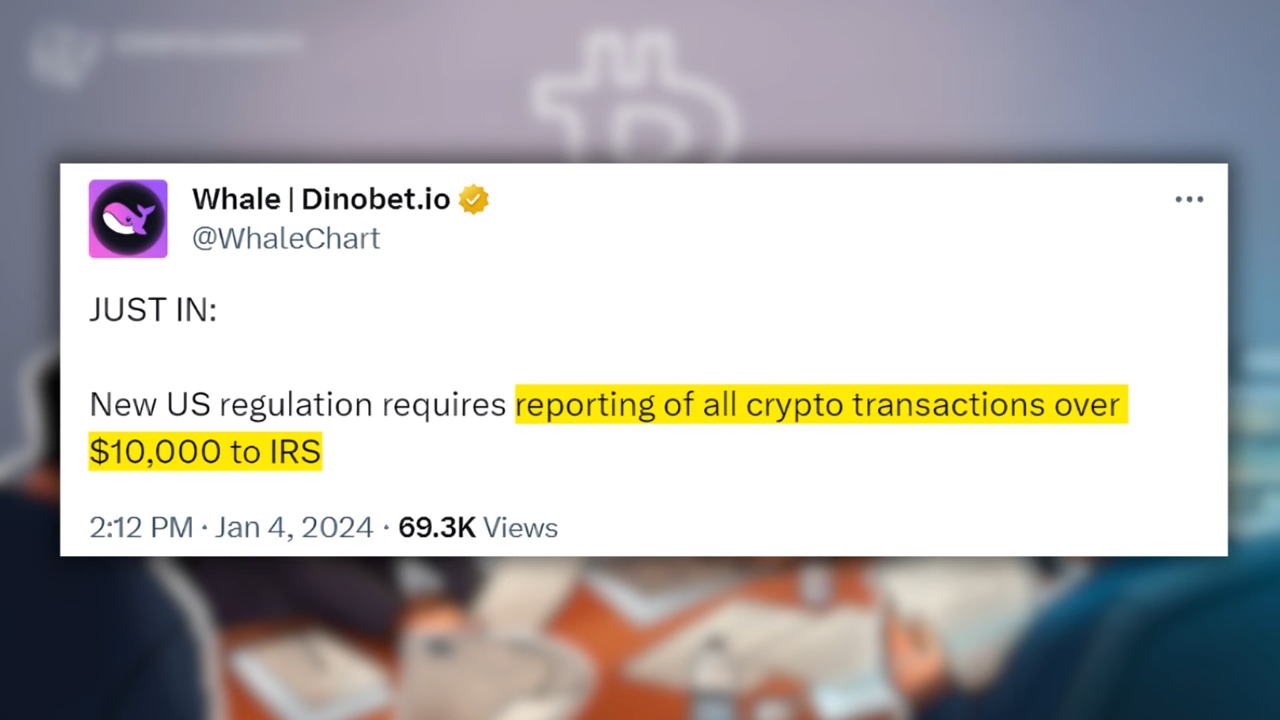 Whale | Dinobet.io
@WhaleChart
JUST IN:
New US regulation requires reporting of all crypto transactions over
$10,000 to IRS
2:12 PM · Jan 4, 2024 · 69.3K Views